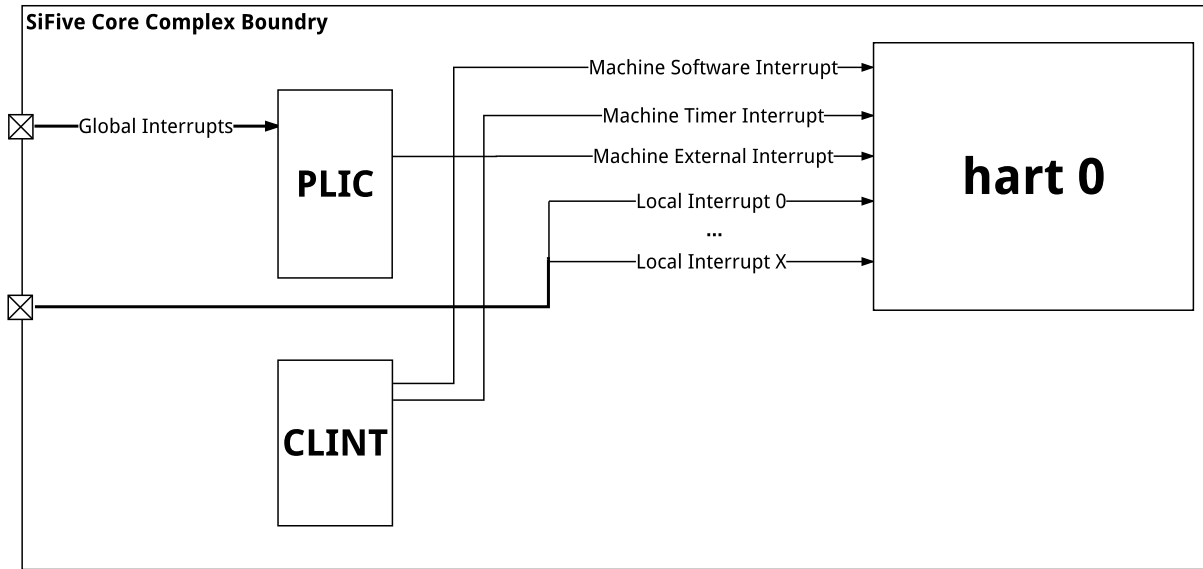 SiFive Core Complex Boundry
Machine Software Interrupt
Global Interrupts
Machine Timer Interrupt
Machine External Interrupt
PLIC
hart 0
Local Interrupt 0
...
Local Interrupt X
CLINT